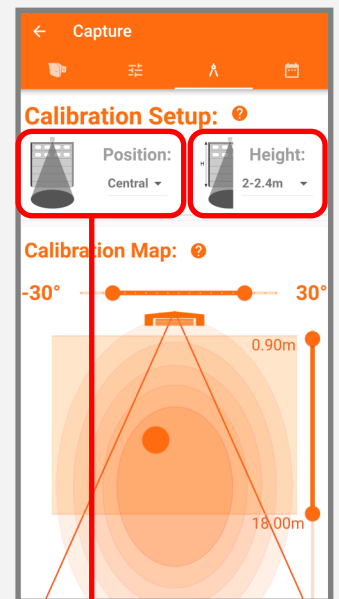 Capture
Calibration Setup: ?
Position:
Central
H
Height:
2-2.4m
Calibration Map: ?
-30°
30°
0.90m
18.00m